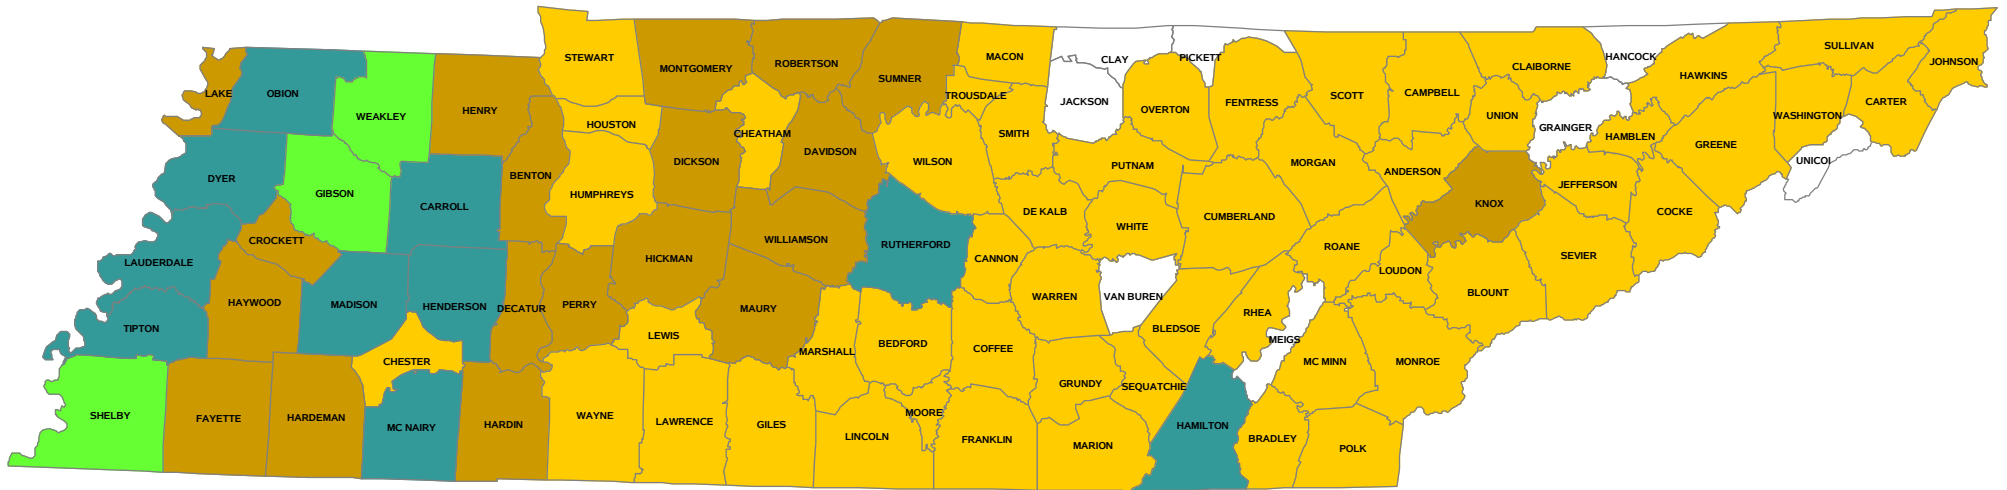 STEWART
MONTGOMERY
ROBERTSON
SUMNER
MACON
CLAY
PICKETT
HANCOCK
SULLIVAN
JOHNSON
LAKE
OBION
WEAKLEY
HENRY
HOUSTON
CHEATHAM
TROUSDALE
SMITH
JACKSON
OVERTON
FENTRESS
SCOTT
CAMPBELL
CLAIBORNE
UNION
GRAINGER
HAWKINS
HAMBLEN
GREENE
WASHINGTON
CARTER
UNICOI
DYER
GIBSON
CARROLL
BENTON
HUMPHREYS
DICKSON
DAVIDSON
WILSON
PUTNAM
MORGAN
ANDERSON
KNOX
JEFFERSON
COCKE
LAUDERDALE
CROCKETT
HICKMAN
WILLIAMSON
RUTHERFORD
DE KALB
WHITE
CUMBERLAND
ROANE
LOUDON
SEVIER
BLOUNT
TIPTON
HAYWOOD
MADISON
HENDERSON
DECATUR
PERRY
LEWIS
MAURY
CANNON
WARREN
VAN BUREN
BLEDSOE
RHEA
MEIGS
MC MINN
MONROE
CHESTER
MARSHALL
BEDFORD
COFFEE
GRUNDY
SEQUATCHIE
SHELBY
FAYETTE
HARDEMAN
MC NAIRY
HARDIN
WAYNE
LAWRENCE
GILES
LINCOLN
MOORE
FRANKLIN
MARION
HAMILTON
BRADLEY
POLK